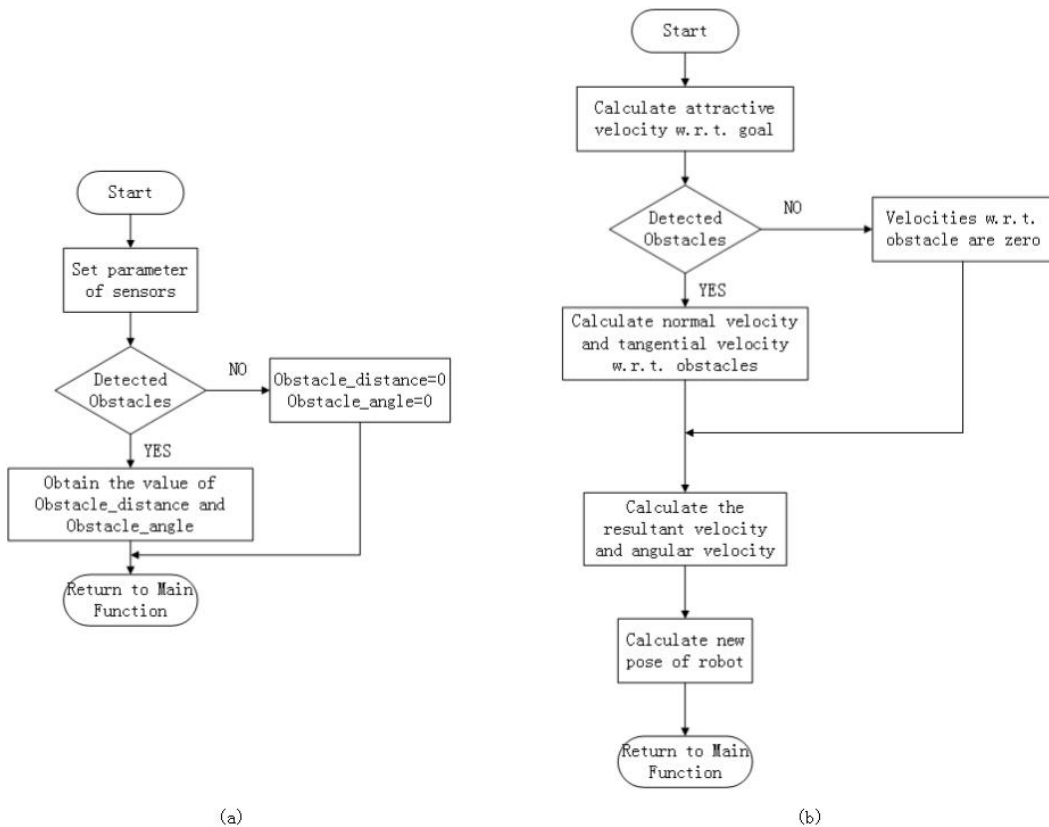 Start
Set parameter
of sensors
Detected
Obstacles
NO
Obstacle_distance=0
Obstacle_angle=0
YES
Obtain the value of
Obstacle_distance and
Obstacle_angle
Return to Main
Function
(a)
Start
Calculate attractive
velocity w.r.t. goal
Detected
Obstacles
NO
Velocities w.r.t.
obstacle are zero
YES
Calculate normal velocity
and tangential velocity
w.r.t. obstacles
Calculate the
resultant velocity
and angular velocity
Calculate new
pose of robot
Return to Main
Function
(b)